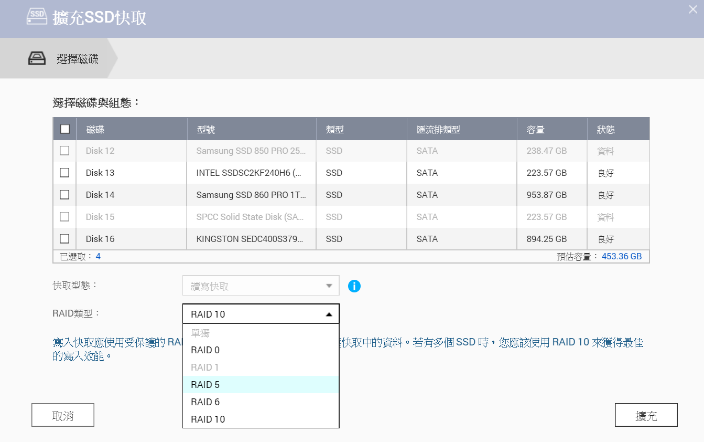 SSD 擴充SSD快取
選擇磁碟
選擇磁碟與組態：
磁碟 型號 類型 匯流排類型 容量 狀態
Disk 12 Samsung SSD 850 PRO 25... SSD SATA 238.47 GB 資料
Disk 13 INTEL SSDSC2KF240H6 (... SSD SATA 223.57 GB 良好
Disk 14 Samsung SSD 860 PRO 1T... SSD SATA 953.87 GB 良好
Disk 15 SPCC Solid State Disk (SA... SSD SATA 223.57 GB 資料
Disk 16 KINGSTON SEDC400S379... SSD SATA 894.25 GB 良好
已選取： 4 預估容量： 453.36 GB
快取型態： 讀寫快取
RAID類型： RAID 10
單獨
RAID 0
RAID 1
RAID 5
RAID 6
RAID 10
寫入快取應使用受保護的 RAI 快取中的資料。若有多個 SSD 時，您應該使用 RAID 10 來獲得最佳
的寫入效能。
取消 擴充